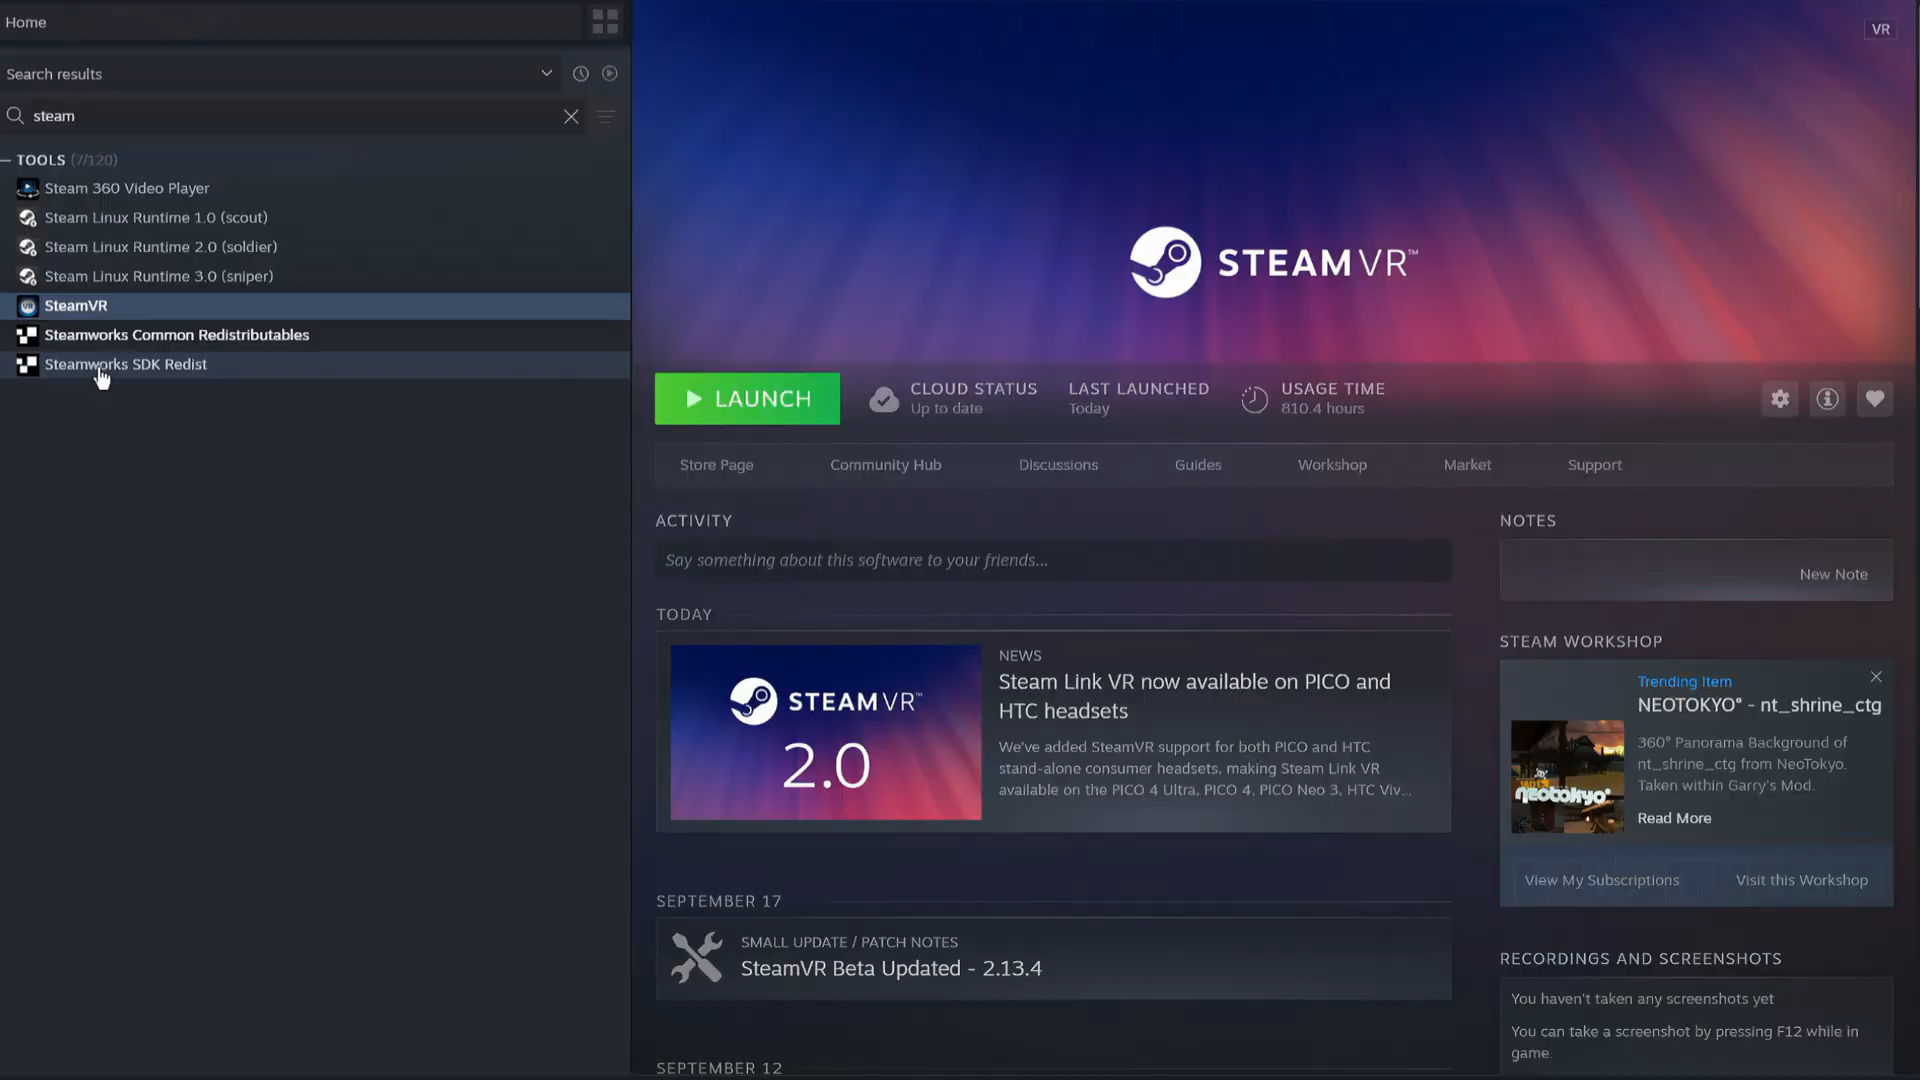 Home
VR
Search results
steam
TOOLS (7/120)
Steam 360 Video Player
Steam Linux Runtime 1.0 (scout)
Steam Linux Runtime 2.0 (soldier)
Steam Linux Runtime 3.0 (sniper)
SteamVR
Steamworks Common Redistributables
Steamworks SDK Redist
STEAMVR™
LAUNCH
CLOUD STATUS
Up to date
LAST LAUNCHED
Today
USAGE TIME
810.4 hours
Store Page
Community Hub
Discussions
Guides
Workshop
Market
Support
ACTIVITY
Say something about this software to your friends...
TODAY
STEAMVR™
2.0
NEWS
Steam Link VR now available on PICO and
HTC headsets
We've added SteamVR support for both PICO and HTC
stand-alone consumer headsets, making Steam Link VR
available on the PICO 4 Ultra, PICO 4, PICO Neo 3, HTC Viv...
SEPTEMBER 17
SMALL UPDATE / PATCH NOTES
SteamVR Beta Updated - 2.13.4
SEPTEMBER 12
NOTES
New Note
STEAM WORKSHOP
Trending Item
NEOTOKYO° - nt_shrine_ctg
NEOTOKYO°
360° Panorama Background of
nt_shrine_ctg from NeoTokyo.
Taken within Garry's Mod.
Read More
View My Subscriptions
Visit this Workshop
RECORDINGS AND SCREENSHOTS
You haven't taken any screenshots yet
You can take a screenshot by pressing F12 while in
game.